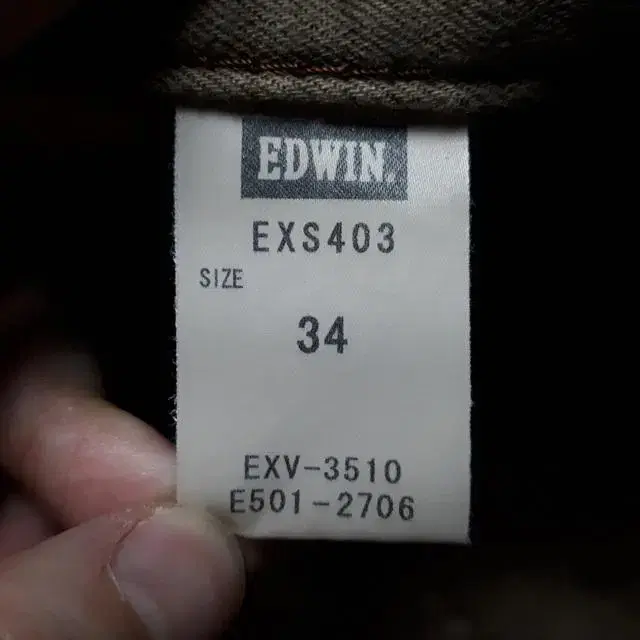 EDWIN.
EXS403
SIZE
34
EXV-3510
E501-2706